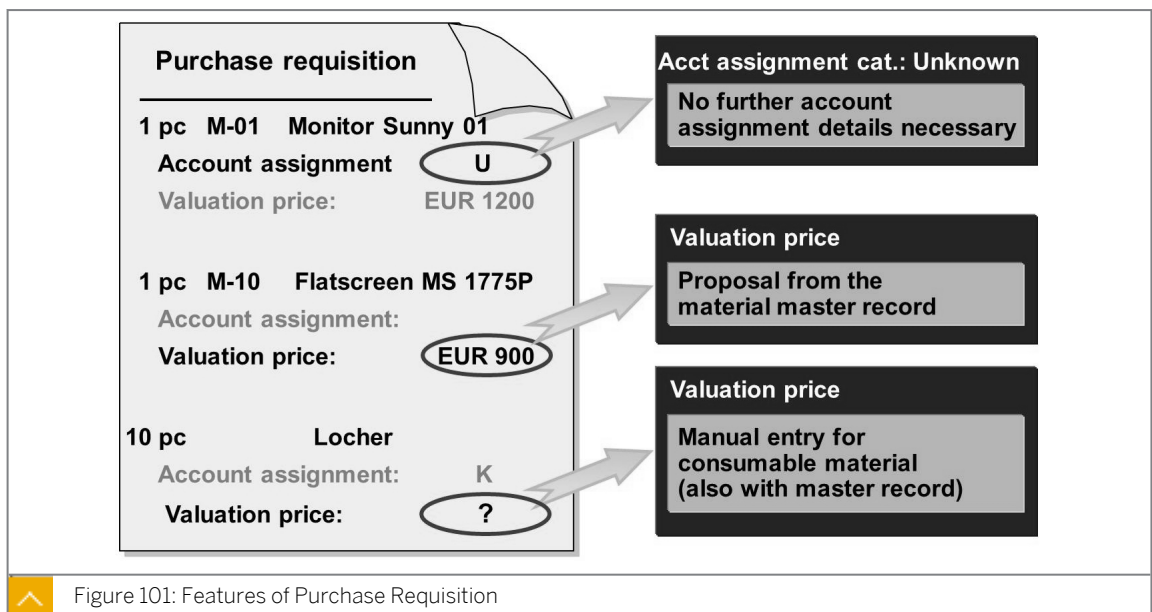 Purchase requisition
1 pc M-01 Monitor Sunny 01
Account assignment U
Valuation price: EUR 1200
1 pc M-10 Flatscreen MS 1775P
Account assignment:
Valuation price: EUR 900
10 pc Locher
Account assignment: K
Valuation price: ?
Acct assignment cat.: Unknown
No further account
assignment details necessary
Valuation price
Proposal from the
material master record
Valuation price
Manual entry for
consumable material
(also with master record)
Figure 101: Features of Purchase Requisition